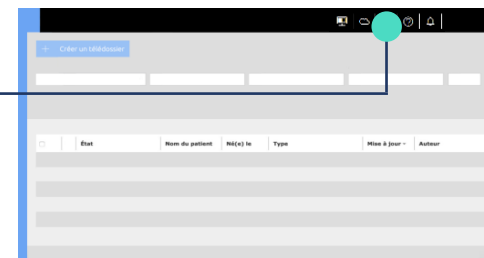 + Créer un télédossier
État Nom du patient Né(e) le Type Mise à jour Auteur